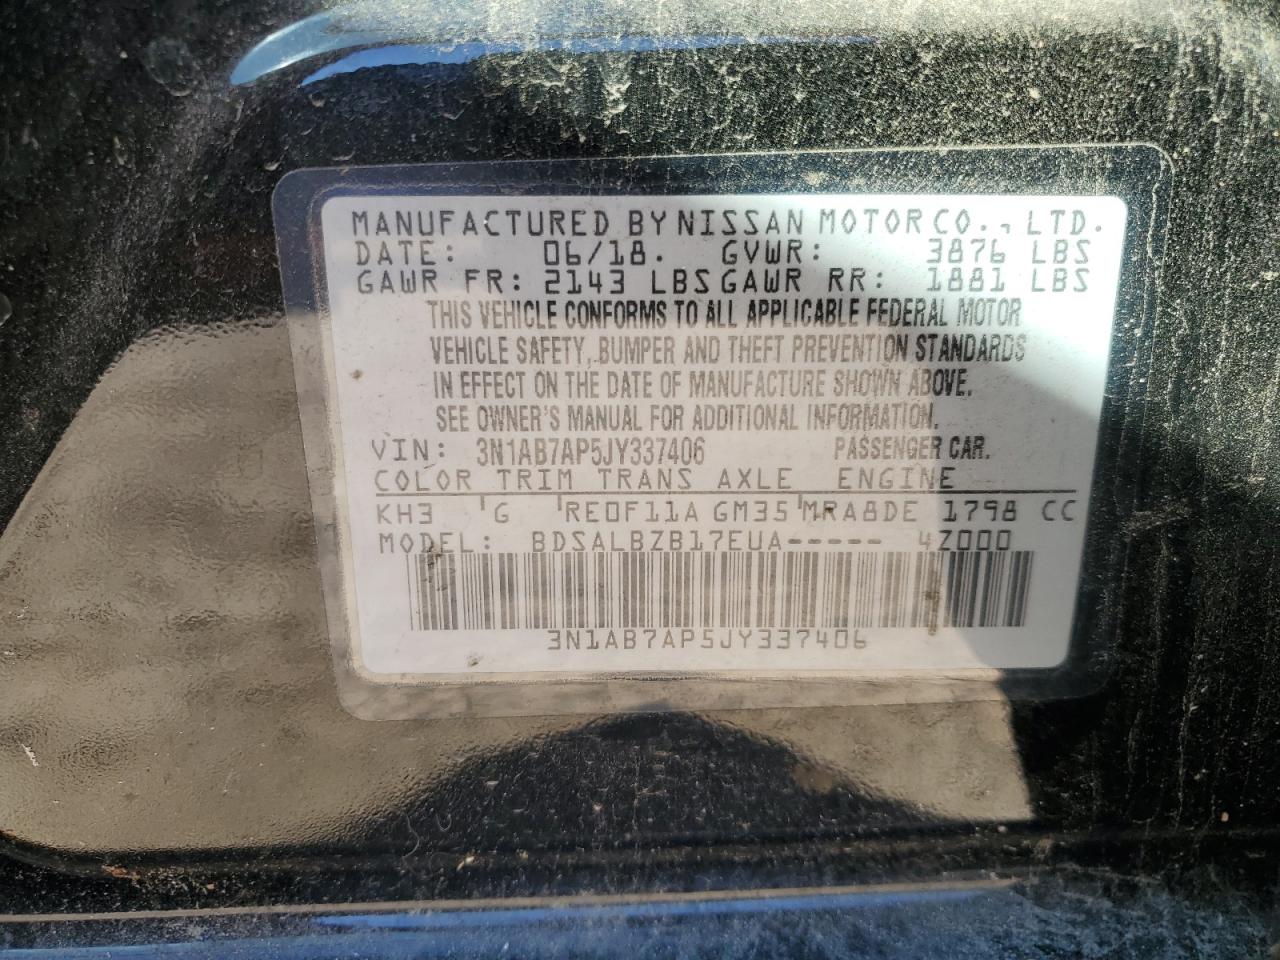 MANUFACTURED BY NISSAN MOTOR CO., LTD.
DATE: 06/18. GVWR: 3876 LBS
GAWR FR: 2143 LBS GAWR RR: 1881 LBS
THIS VEHICLE CONFORMS TO ALL APPLICABLE FEDERAL MOTOR
VEHICLE SAFETY, BUMPER AND THEFT PREVENTION STANDARDS
IN EFFECT ON THE DATE OF MANUFACTURE SHOWN ABOVE.
SEE OWNER'S MANUAL FOR ADDITIONAL INFORMATION.
VIN: 3N1AB7AP5JY337406 PASSENGER CAR.
COLOR TRIM TRANS AXLE ENGINE
KH3 G RE0F11A GM35 MRA8DE 1798 CC
MODEL: BDSALBZB17EUA----- 4Z000
3N1AB7AP5JY337406